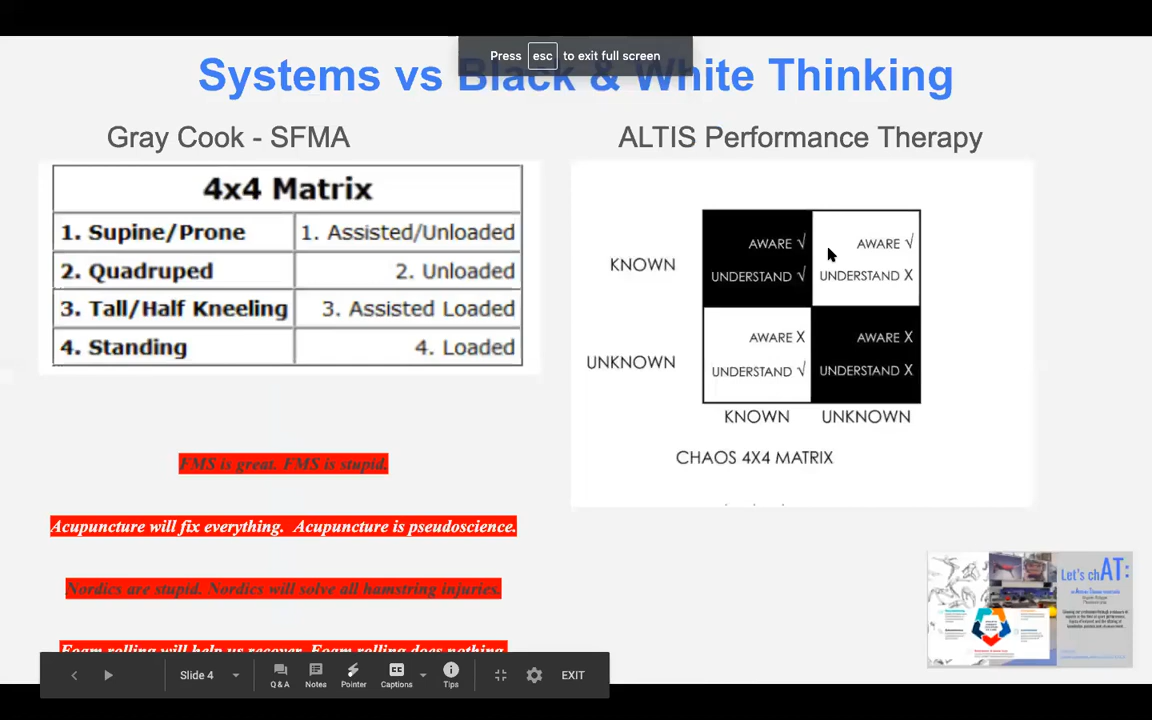 Press esc to exit full screen
Systems vs Black & White Thinking
Gray Cook - SFMA
ALTIS Performance Therapy
4x4 Matrix
1. Supine/Prone 1. Assisted/Unloaded
2. Quadruped 2. Unloaded
3. Tall/Half Kneeling 3. Assisted Loaded
4. Standing 4. Loaded
KNOWN
AWARE √
UNDERSTAND √
AWARE √
UNDERSTAND X
UNKNOWN
AWARE X
UNDERSTAND √
AWARE X
UNDERSTAND X
KNOWN UNKNOWN
CHAOS 4X4 MATRIX
FMS is great. FMS is stupid.
Acupuncture will fix everything. Acupuncture is pseudoscience.
Nordics are stupid. Nordics will solve all hamstring injuries.
Foam rolling will help us recover. Foam rolling does nothing.
Let's chAT:
Slide 4
Q & A
Notes
Pointer
CC
Captions
Tips
EXIT